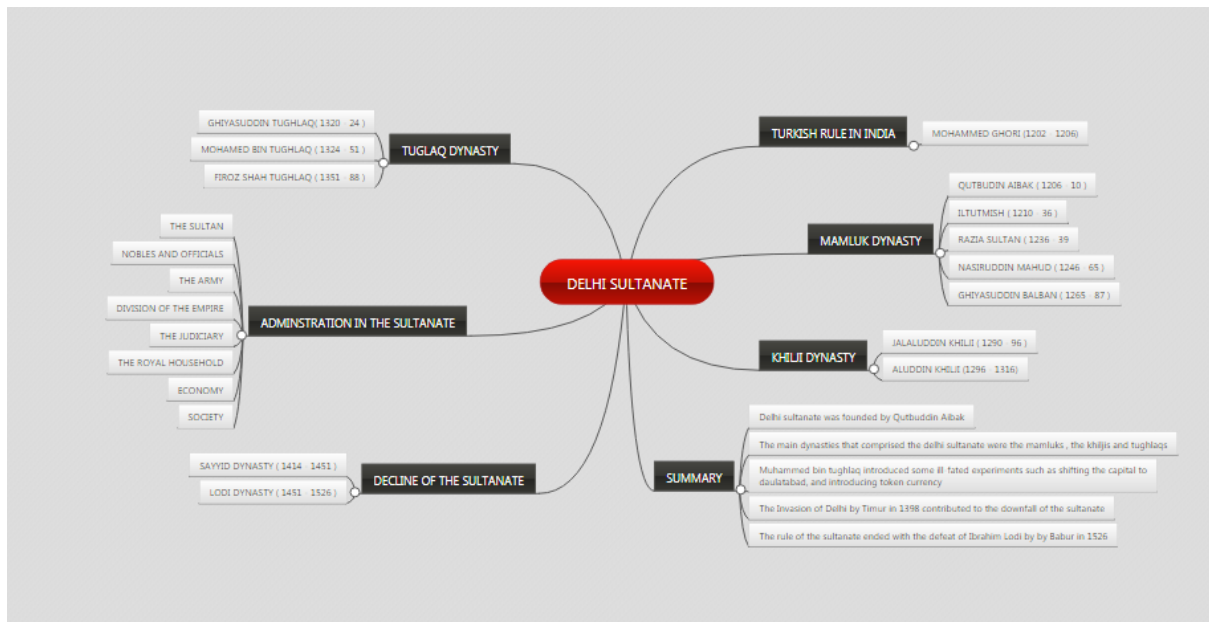 DELHI SULTANATE
TURKISH RULE IN INDIA
MOHAMMED GHORI (1202 - 1206)
MAMLUK DYNASTY
QUTBUDIN AIBAK ( 1206 - 10 )
ILTUTMISH ( 1210 - 36 )
RAZIA SULTAN ( 1236 - 39
NASIRUDDIN MAHUD ( 1246 - 65 )
GHIYASUDDIN BALBAN ( 1265 - 87 )
KHILJI DYNASTY
JALALUDDIN KHILJI ( 1290 - 96 )
ALUDDIN KHILJI (1296 - 1316)
SUMMARY
Delhi sultanate was founded by Qutbuddin Aibak
The main dynasties that comprised the delhi sultanate were the mamluks , the khiljis and tughlaqs
Muhammed bin tughlaq introduced some ill-fated experiments such as shifting the capital to
daulatabad, and introducing token currency
The Invasion of Delhi by Timur in 1398 contributed to the downfall of the sultanate
The rule of the sultanate ended with the defeat of Ibrahim Lodi by by Babur in 1526
TUGLAQ DYNASTY
GHIYASUDDIN TUGHLAQ( 1320 - 24 )
MOHAMED BIN TUGHLAQ ( 1324 - 51 )
FIROZ SHAH TUGHLAQ ( 1351 - 88 )
ADMINSTRATION IN THE SULTANATE
THE SULTAN
NOBLES AND OFFICIALS
THE ARMY
DIVISION OF THE EMPIRE
THE JUDICIARY
THE ROYAL HOUSEHOLD
ECONOMY
SOCIETY
DECLINE OF THE SULTANATE
SAYYID DYNASTY ( 1414 - 1451 )
LODI DYNASTY ( 1451 - 1526 )